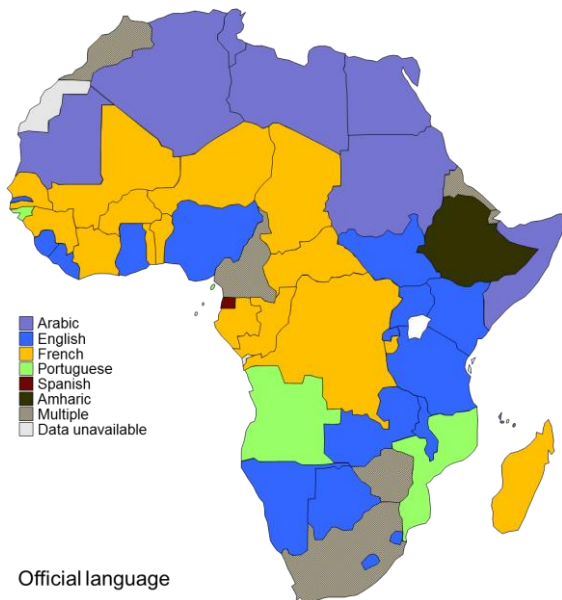 Arabic
English
French
Portuguese
Spanish
Amharic
Multiple
Data unavailable
Official language